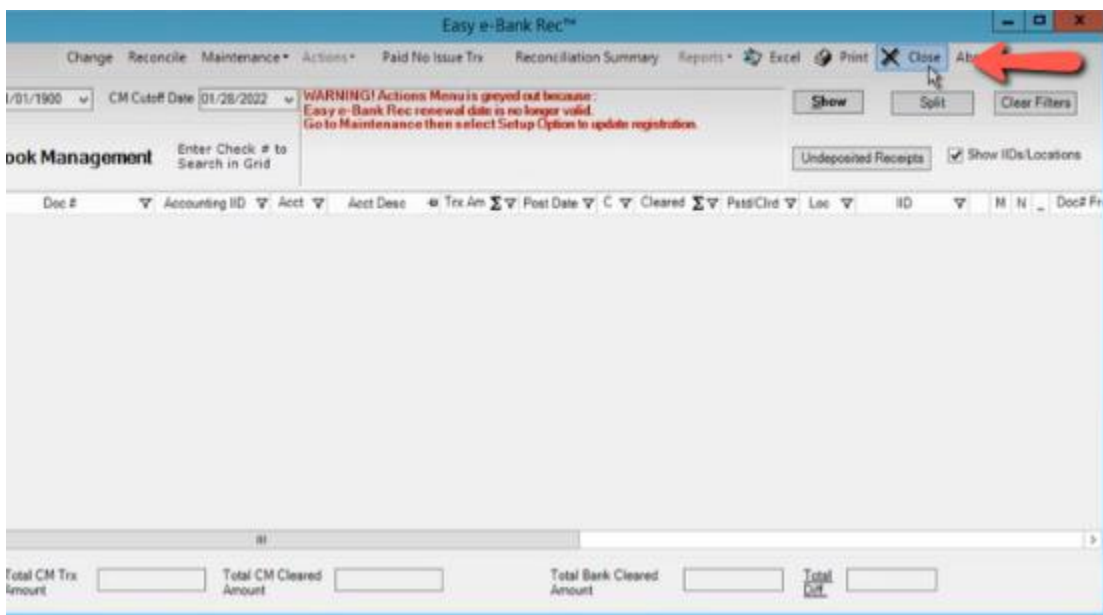 Easy e-Bank Rec™
Change Reconcile Maintenance Actions Paid No Issue Trx Reconciliation Summary Reports Excel Print Close
/01/1900 CM Cutoff Date 01/28/2022 WARNING! Actions Menu is greyed out because: Show Split Clear Filters
Easy e-Bank Rec renewal date is no longer valid.
Go to Maintenance then select Setup Option to update registration.
ook Management Enter Check # to Undeposited Receipts Show IIDs/Locations
Search in Grid
Doc # Accounting IID Acct Acct Desc Trx Am Σ Post Date C Cleared Σ Pstd/Clrd Loc IID M N _ Doc# Fr
Total CM Trx Total CM Cleared Total Bank Cleared Total
Amount Amount Amount Diff.